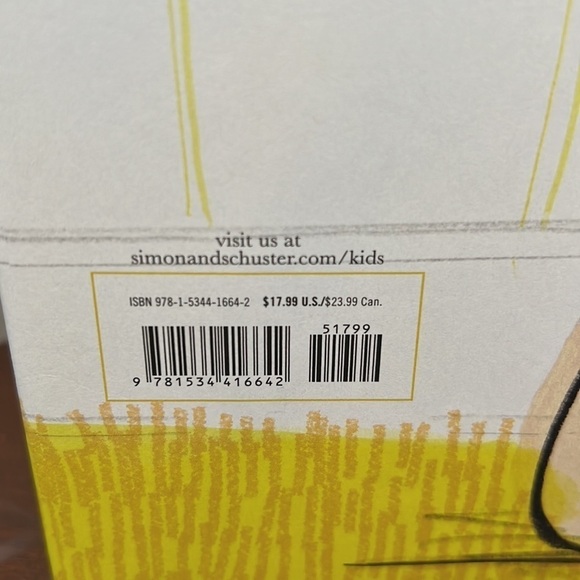 visit us at
simonandschuster.com/kids
ISBN 978-1-5344-1664-2 $17.99 U.S./$23.99 Can.
51799
9 781534 416642